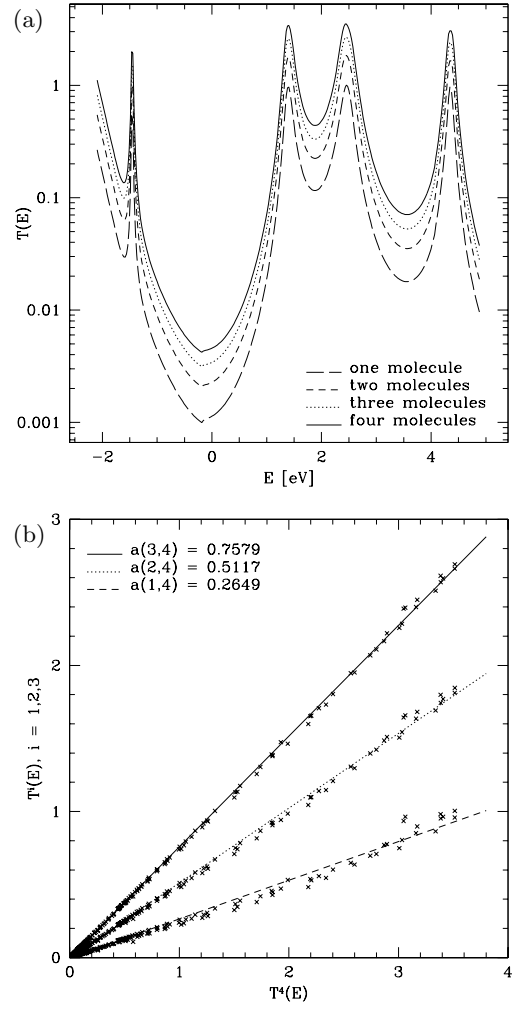 (a)
1
0.1
0.01
0.001
T(E)
one molecule
two molecules
three molecules
four molecules
−2
0
2
4
E [eV]
(b)
3
2
1
0
Tⁱ(E), i = 1,2,3
a(3,4) = 0.7579
a(2,4) = 0.5117
a(1,4) = 0.2649
0
1
2
3
4
T⁴(E)